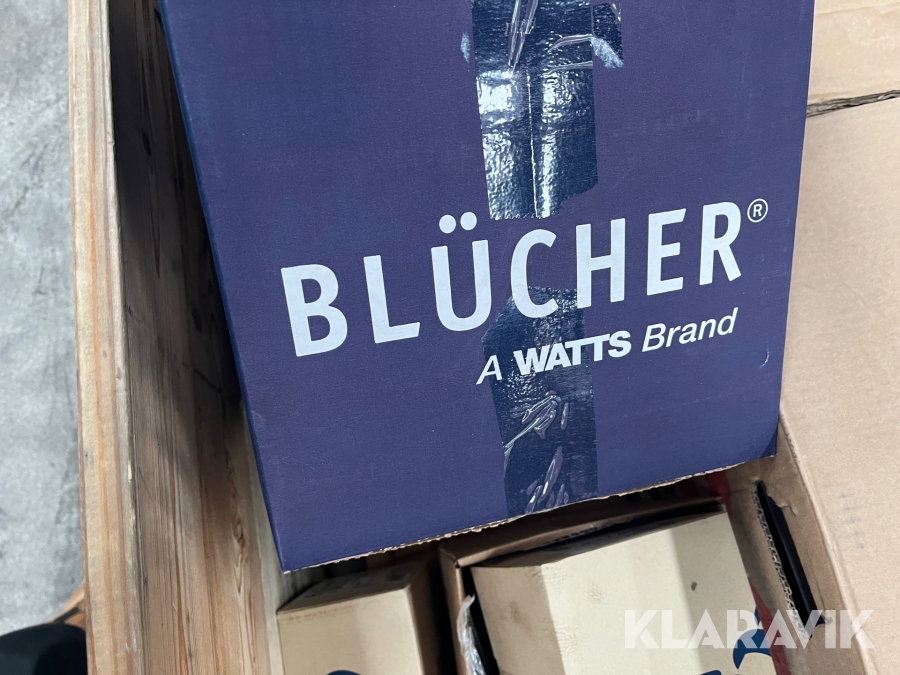 BLÜCHER®
A WATTS Brand
KLARAVIK